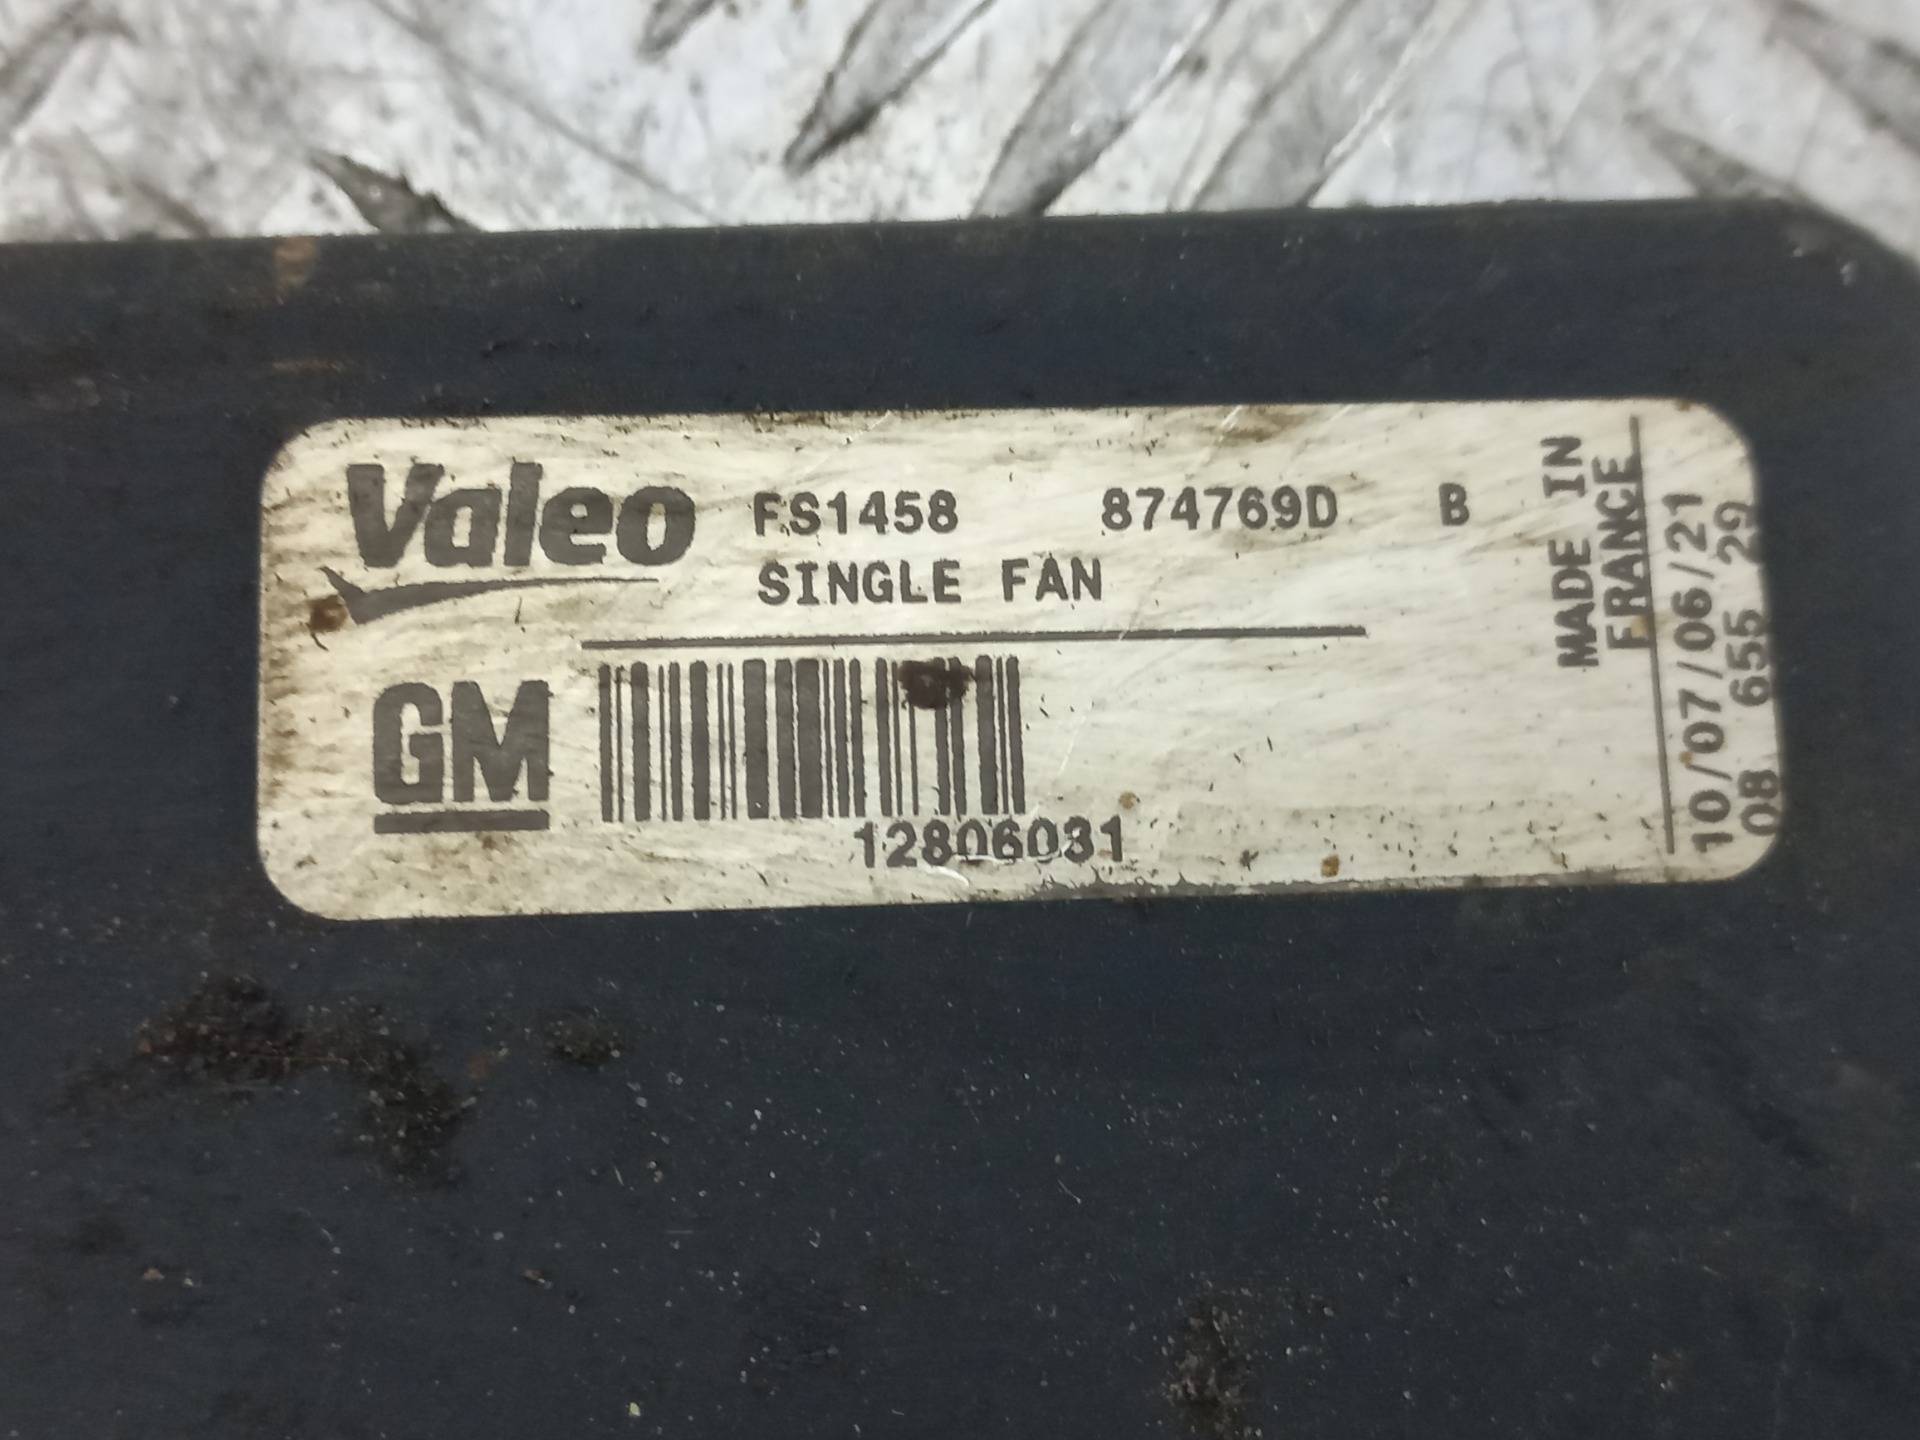 Valeo FS1458 874769D B
SINGLE FAN
GM
12806031
MADE IN
FRANCE
10/07/06/21
08 655 29